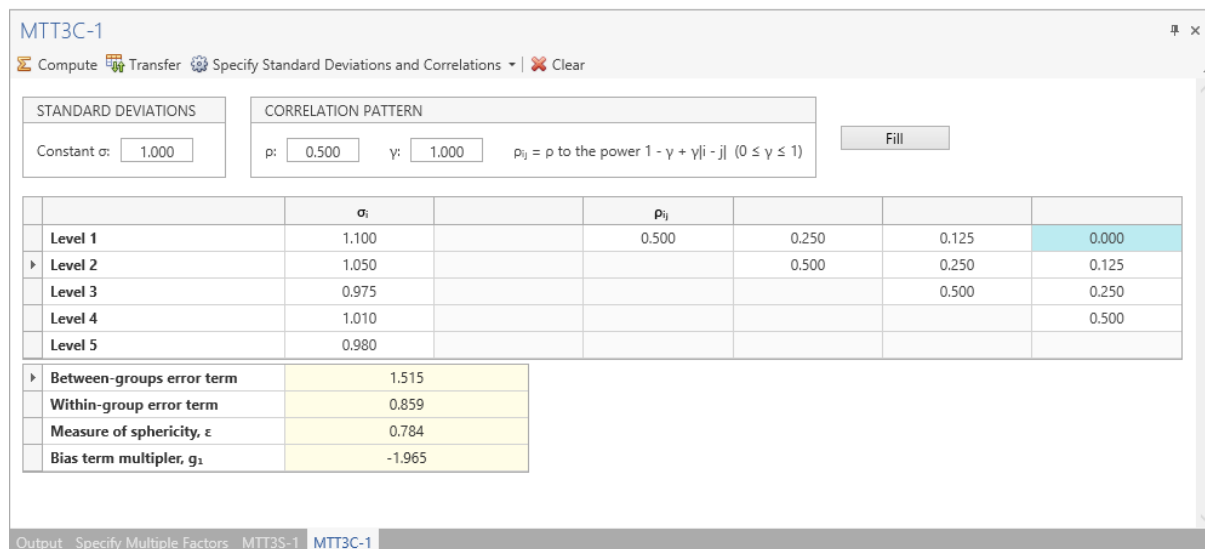 MTT3C-1
Compute Transfer Specify Standard Deviations and Correlations Clear
STANDARD DEVIATIONS CORRELATION PATTERN
Constant σ: 1.000 ρ: 0.500 γ: 1.000 ρij = ρ to the power 1 - γ + γ|i - j| (0 ≤ γ ≤ 1) Fill
σi ρij
Level 1 1.100 0.500 0.250 0.125 0.000
Level 2 1.050 0.500 0.250 0.125
Level 3 0.975 0.500 0.250
Level 4 1.010 0.500
Level 5 0.980
Between-groups error term 1.515
Within-group error term 0.859
Measure of sphericity, ε 0.784
Bias term multipler, g₁ -1.965
Output Specify Multiple Factors MTT3S-1 MTT3C-1